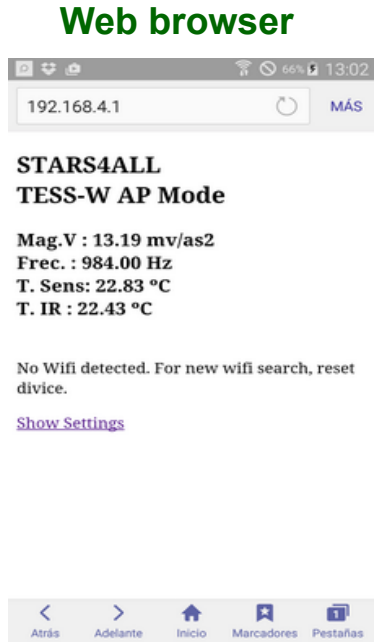 Web browser
66% 13:02
192.168.4.1 MÁS
STARS4ALL
TESS-W AP Mode
Mag.V : 13.19 mv/as2
Frec. : 984.00 Hz
T. Sens: 22.83 ºC
T. IR : 22.43 ºC
No Wifi detected. For new wifi search, reset
divice.
Show Settings
1
Atrás Adelante Inicio Marcadores Pestañas